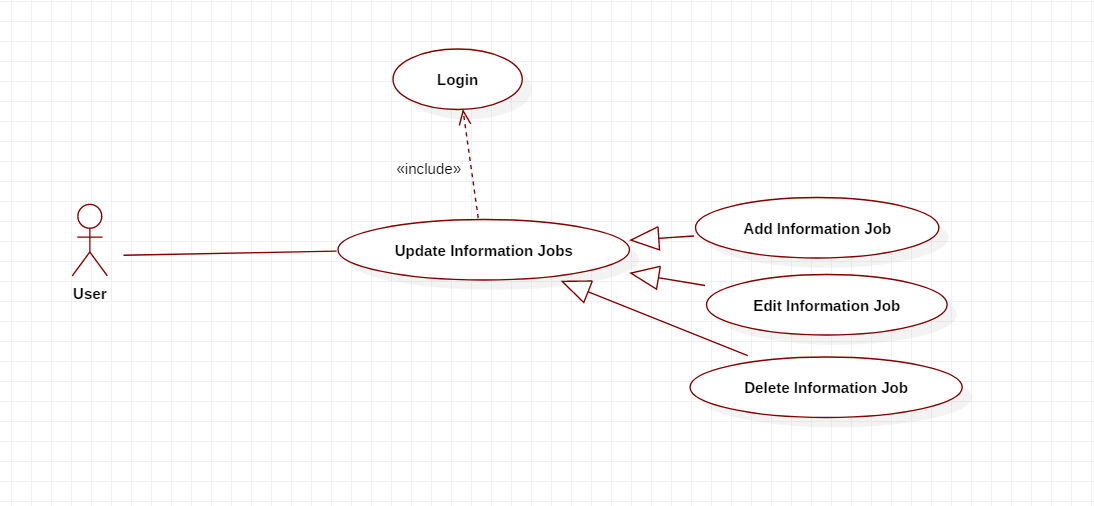 Login
«include»
Update Information Jobs
Add Information Job
Edit Information Job
Delete Information Job
User